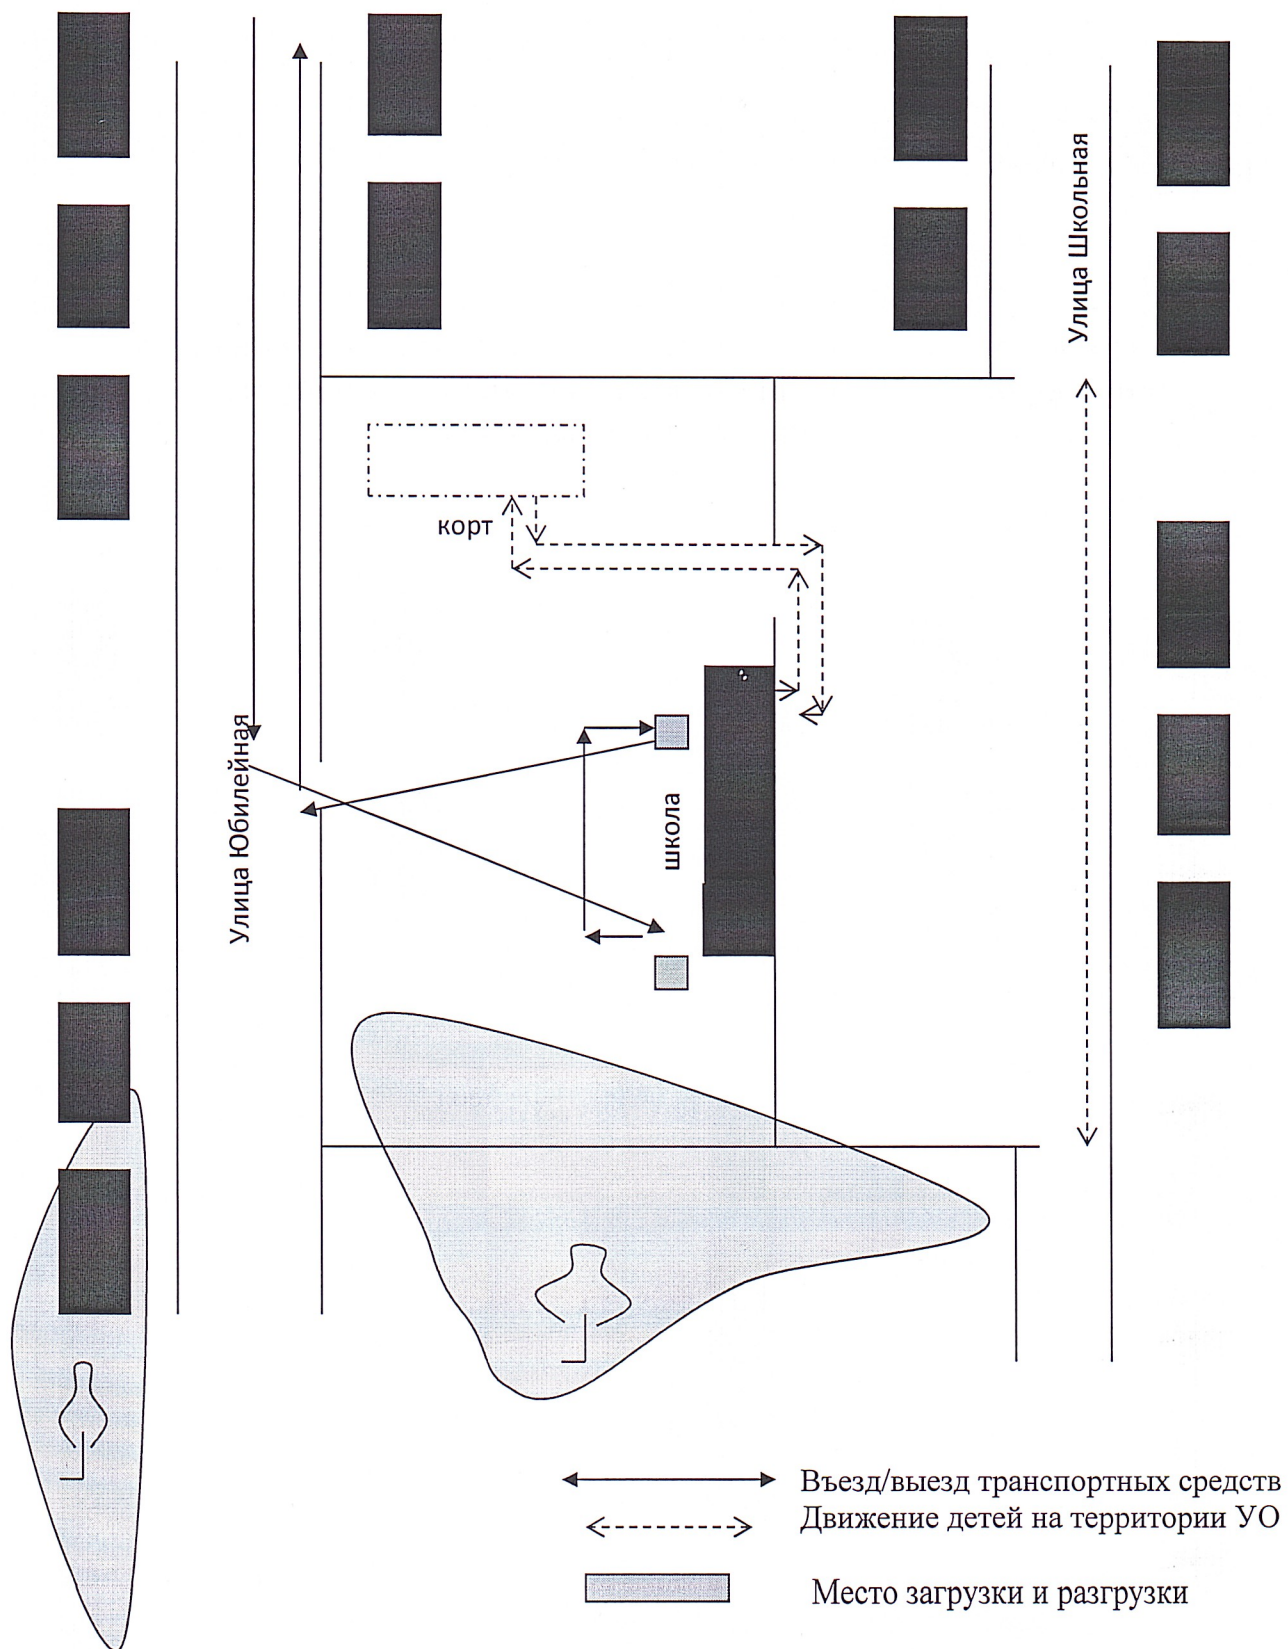 Улица Школьная
корт
Улица Юбилейная
школа
Въезд/выезд транспортных средств
Движение детей на территории УО
Место загрузки и разгрузки